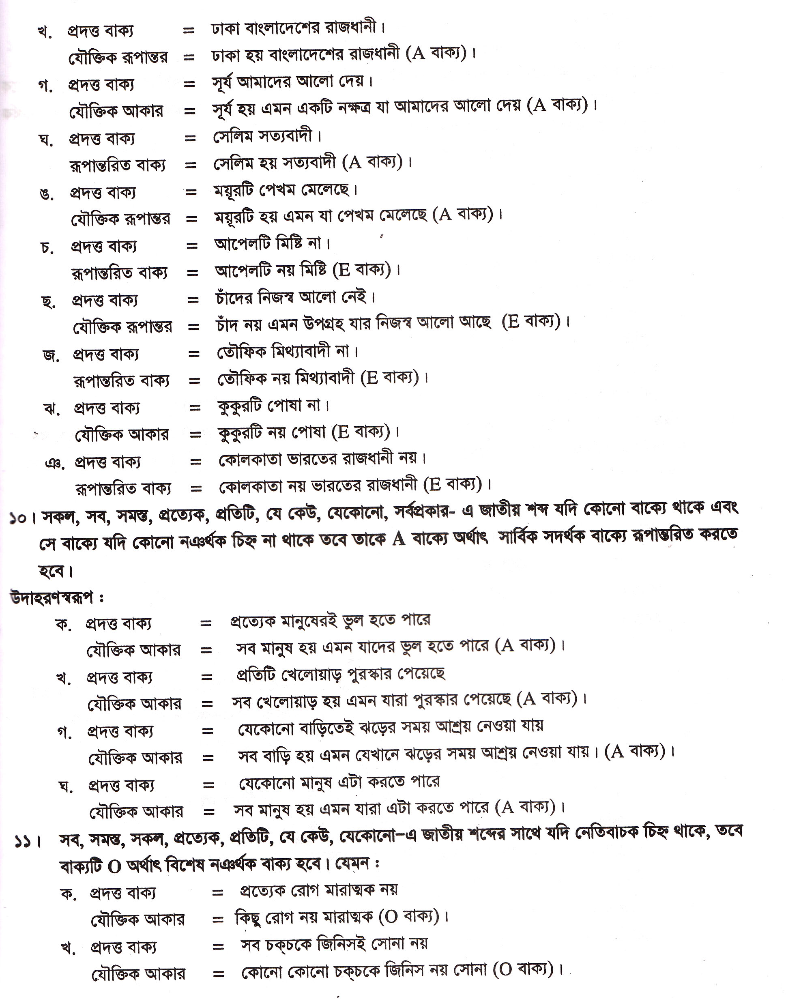 খ. প্রদত্ত বাক্য = ঢাকা বাংলাদেশের রাজধানী।
যৌক্তিক রূপান্তর = ঢাকা হয় বাংলাদেশের রাজধানী (A বাক্য)।
গ. প্রদত্ত বাক্য = সূর্য আমাদের আলো দেয়।
যৌক্তিক আকার = সূর্য হয় এমন একটি নক্ষত্র যা আমাদের আলো দেয় (A বাক্য)।
ঘ. প্রদত্ত বাক্য = সেলিম সত্যবাদী।
রূপান্তরিত বাক্য = সেলিম হয় সত্যবাদী (A বাক্য)।
ঙ. প্রদত্ত বাক্য = ময়ূরটি পেখম মেলেছে।
যৌক্তিক রূপান্তর = ময়ূরটি হয় এমন যা পেখম মেলেছে (A বাক্য)।
চ. প্রদত্ত বাক্য = আপেলটি মিষ্টি না।
রূপান্তরিত বাক্য = আপেলটি নয় মিষ্টি (E বাক্য)।
ছ. প্রদত্ত বাক্য = চাঁদের নিজস্ব আলো নেই।
যৌক্তিক রূপান্তর = চাঁদ নয় এমন উপগ্রহ যার নিজস্ব আলো আছে (E বাক্য)।
জ. প্রদত্ত বাক্য = তৌফিক মিথ্যাবাদী না।
রূপান্তরিত বাক্য = তৌফিক নয় মিথ্যাবাদী (E বাক্য)।
ঝ. প্রদত্ত বাক্য = কুকুরটি পোষা না।
যৌক্তিক আকার = কুকুরটি নয় পোষা (E বাক্য)।
ঞ. প্রদত্ত বাক্য = কোলকাতা ভারতের রাজধানী নয়।
রূপান্তরিত বাক্য = কোলকাতা নয় ভারতের রাজধানী (E বাক্য)।
১০। সকল, সব, সমস্ত, প্রত্যেক, প্রতিটি, যে কেউ, যেকোনো, সর্বপ্রকার- এ জাতীয় শব্দ যদি কোনো বাক্যে থাকে এবং
সে বাক্যে যদি কোনো নঞর্থক চিহ্ন না থাকে তবে তাকে A বাক্যে অর্থাৎ সার্বিক সদর্থক বাক্যে রূপান্তরিত করতে
হবে।
উদাহরণস্বরূপ :
ক. প্রদত্ত বাক্য = প্রত্যেক মানুষেরই ভুল হতে পারে
যৌক্তিক আকার = সব মানুষ হয় এমন যাদের ভুল হতে পারে (A বাক্য)।
খ. প্রদত্ত বাক্য = প্রতিটি খেলোয়াড় পুরস্কার পেয়েছে
যৌক্তিক আকার = সব খেলোয়াড় হয় এমন যারা পুরস্কার পেয়েছে (A বাক্য)।
গ. প্রদত্ত বাক্য = যেকোনো বাড়িতেই ঝড়ের সময় আশ্রয় নেওয়া যায়
যৌক্তিক আকার = সব বাড়ি হয় এমন যেখানে ঝড়ের সময় আশ্রয় নেওয়া যায়। (A বাক্য)।
ঘ. প্রদত্ত বাক্য = যেকোনো মানুষ এটা করতে পারে
যৌক্তিক আকার = সব মানুষ হয় এমন যারা এটা করতে পারে (A বাক্য)।
১১। সব, সমস্ত, সকল, প্রত্যেক, প্রতিটি, যে কেউ, যেকোনো–এ জাতীয় শব্দের সাথে যদি নেতিবাচক চিহ্ন থাকে, তবে
বাক্যটি O অর্থাৎ বিশেষ নঞর্থক বাক্য হবে। যেমন :
ক. প্রদত্ত বাক্য = প্রত্যেক রোগ মারাত্মক নয়
যৌক্তিক আকার = কিছু রোগ নয় মারাত্মক (O বাক্য)।
খ. প্রদত্ত বাক্য = সব চক্‌চকে জিনিসই সোনা নয়
যৌক্তিক আকার = কোনো কোনো চক্‌চকে জিনিস নয় সোনা (O বাক্য)।